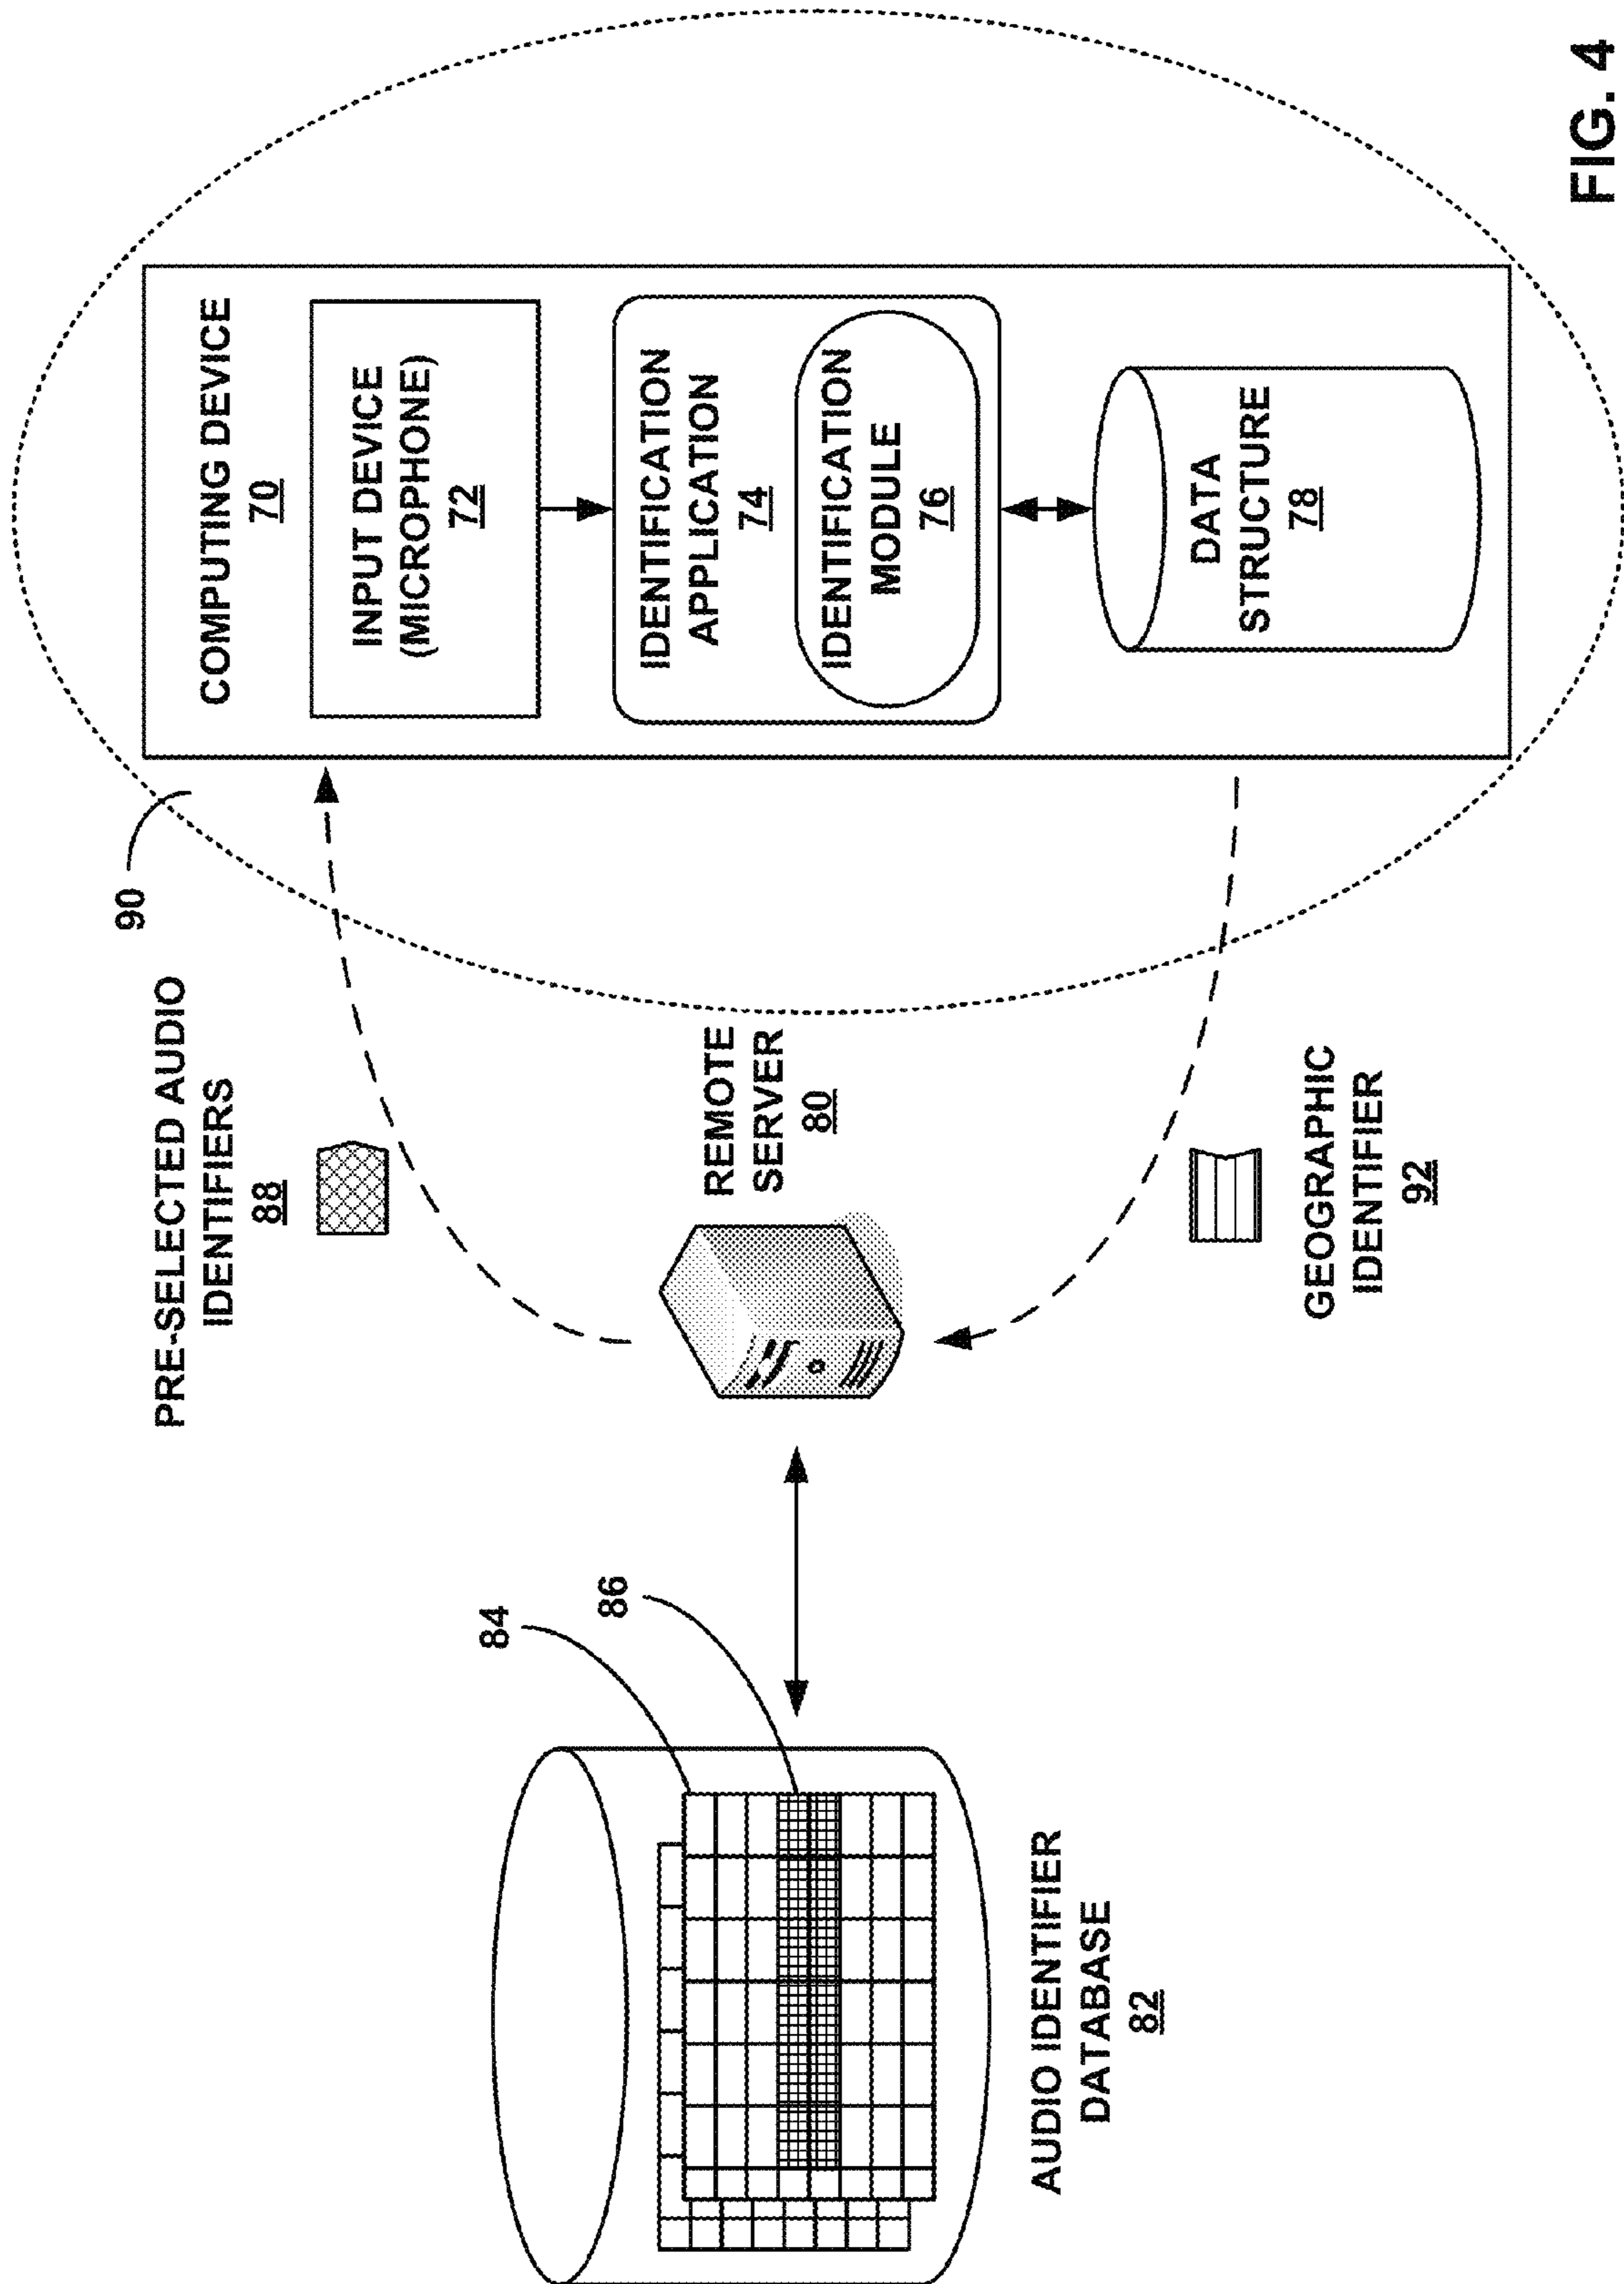 COMPUTING DEVICE
70
INPUT DEVICE
(MICROPHONE)
72
IDENTIFICATION
APPLICATION
74
IDENTIFICATION
MODULE
76
DATA
STRUCTURE
78
90
PRE-SELECTED AUDIO
IDENTIFIERS
88
REMOTE
SERVER
80
GEOGRAPHIC
IDENTIFIER
92
84
86
AUDIO IDENTIFIER
DATABASE
82
FIG. 4